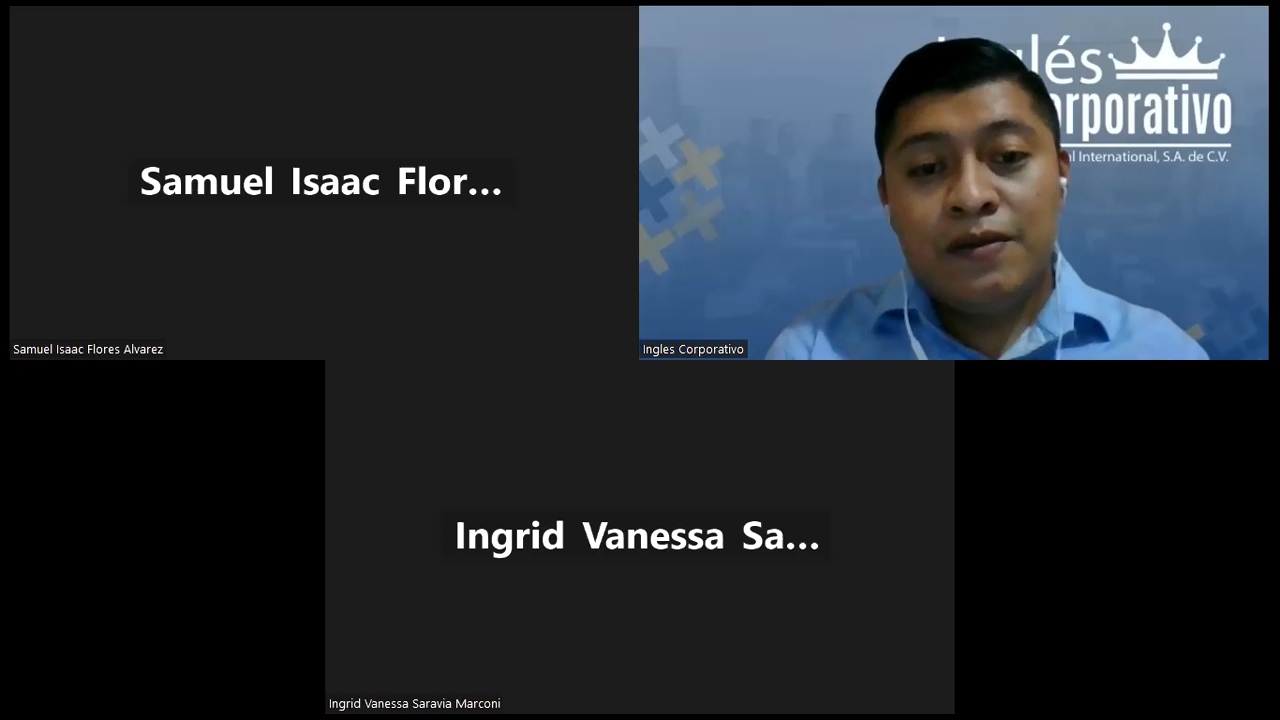 Samuel Isaac Flor...
Samuel Isaac Flores Alvarez
glés
orporativo
al International, S.A. de C.V.
Ingles Corporativo
Ingrid Vanessa Sa...
Ingrid Vanessa Saravia Marconi